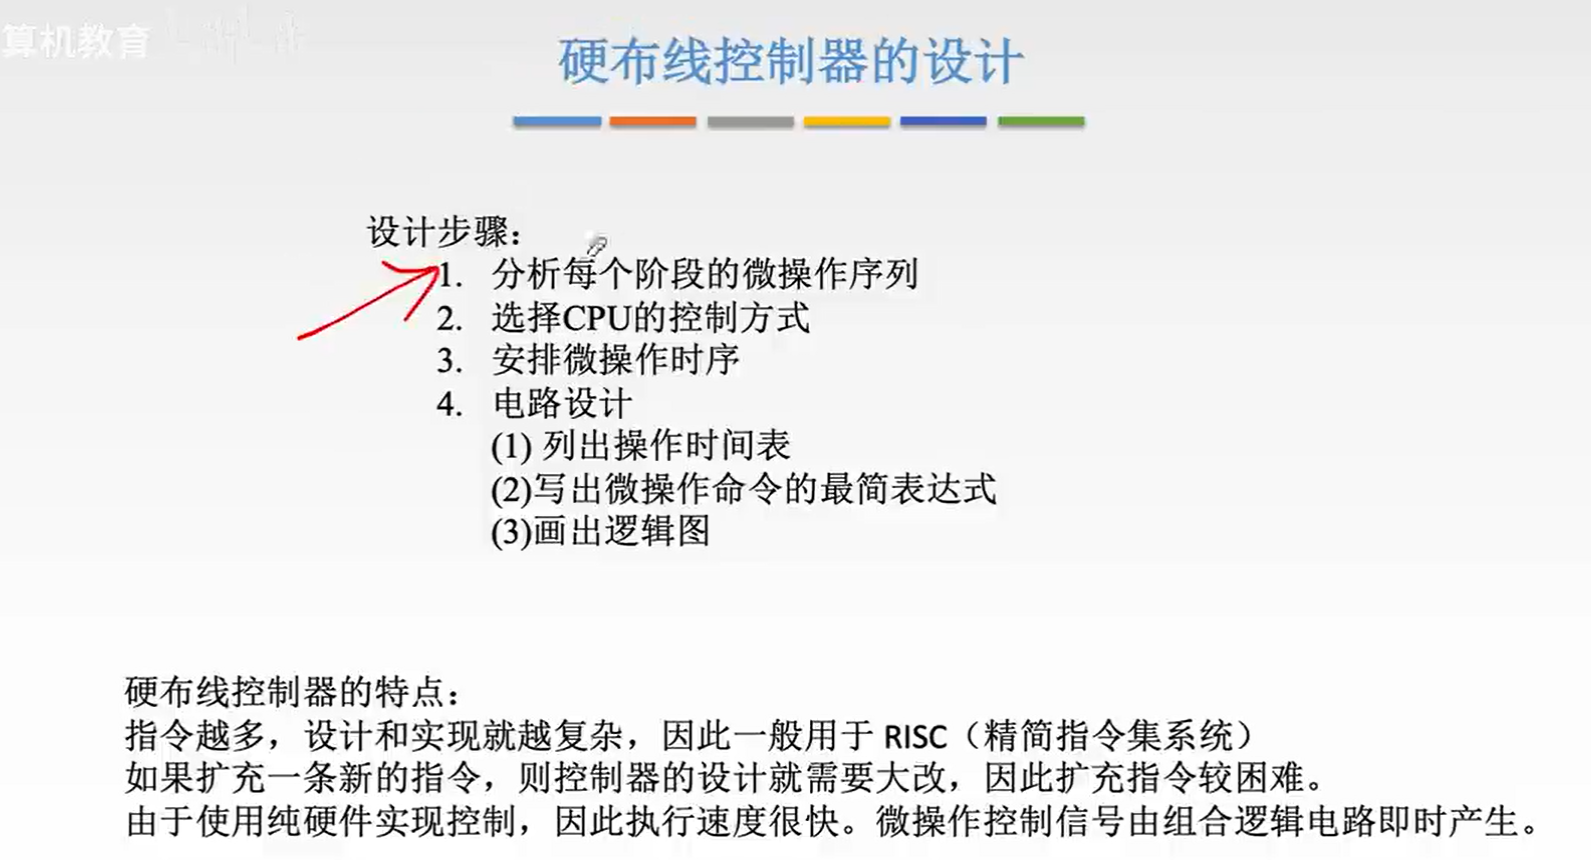 算机教育
硬布线控制器的设计
设计步骤：
1. 分析每个阶段的微操作序列
2. 选择CPU的控制方式
3. 安排微操作时序
4. 电路设计
(1) 列出操作时间表
(2)写出微操作命令的最简表达式
(3)画出逻辑图
硬布线控制器的特点：
指令越多，设计和实现就越复杂，因此一般用于 RISC（精简指令集系统）
如果扩充一条新的指令，则控制器的设计就需要大改，因此扩充指令较困难。
由于使用纯硬件实现控制，因此执行速度很快。微操作控制信号由组合逻辑电路即时产生。